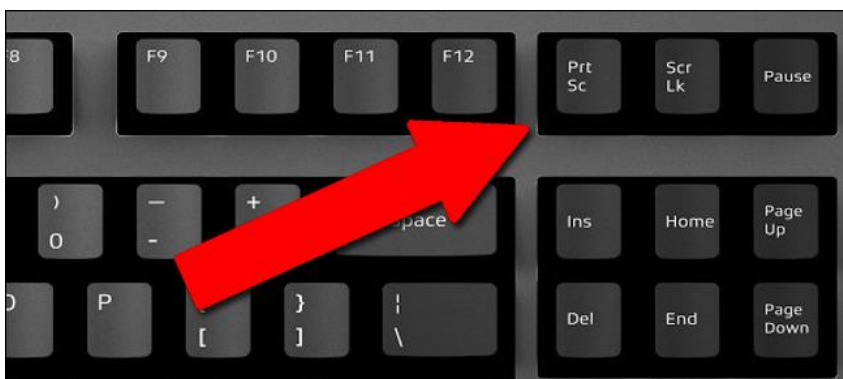 F9 F10 F11 F12 Prt Scr Pause
Sc Lk
) — + Page
0 - Ins Home Up
P } ¦ Page
[ ] \ Del End Down